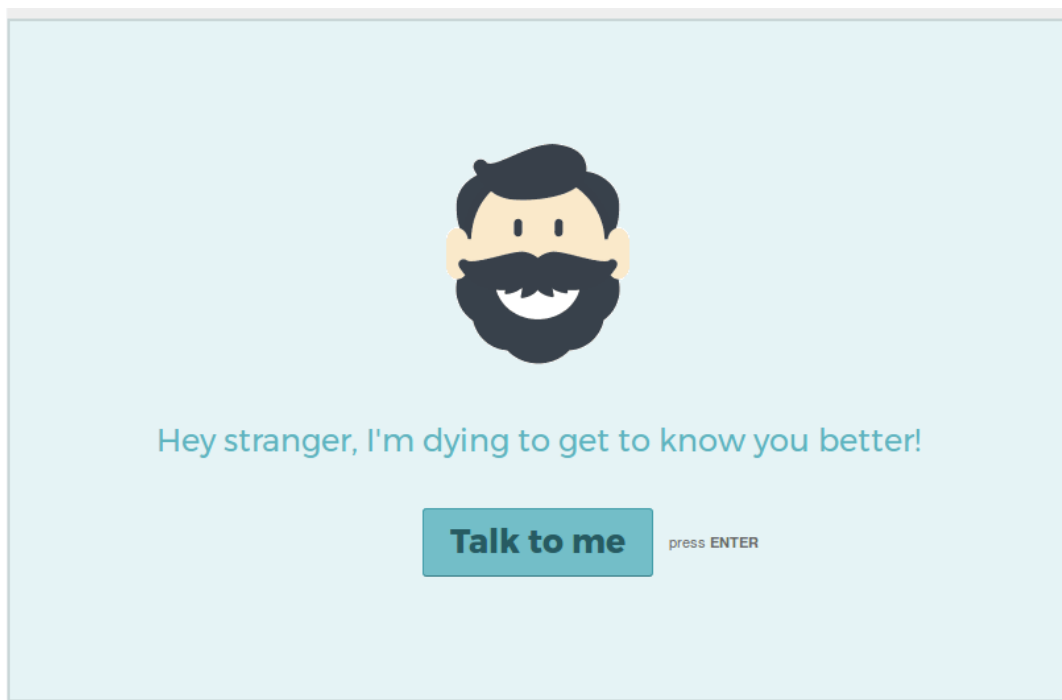 Hey stranger, I'm dying to get to know you better!
Talk to me press ENTER